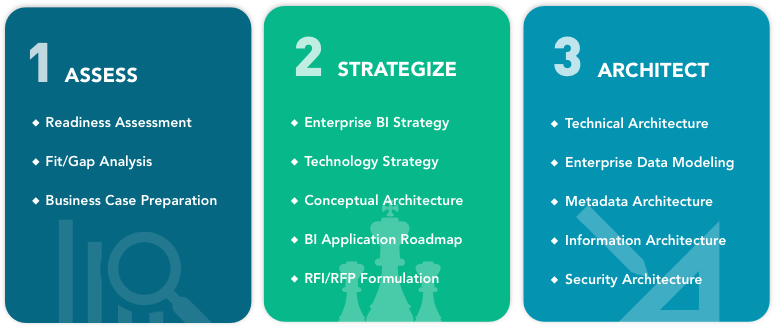 1 ASSESS
◆ Readiness Assessment
◆ Fit/Gap Analysis
◆ Business Case Preparation
2 STRATEGIZE
◆ Enterprise BI Strategy
◆ Technology Strategy
◆ Conceptual Architecture
◆ BI Application Roadmap
◆ RFI/RFP Formulation
3 ARCHITECT
◆ Technical Architecture
◆ Enterprise Data Modeling
◆ Metadata Architecture
◆ Information Architecture
◆ Security Architecture